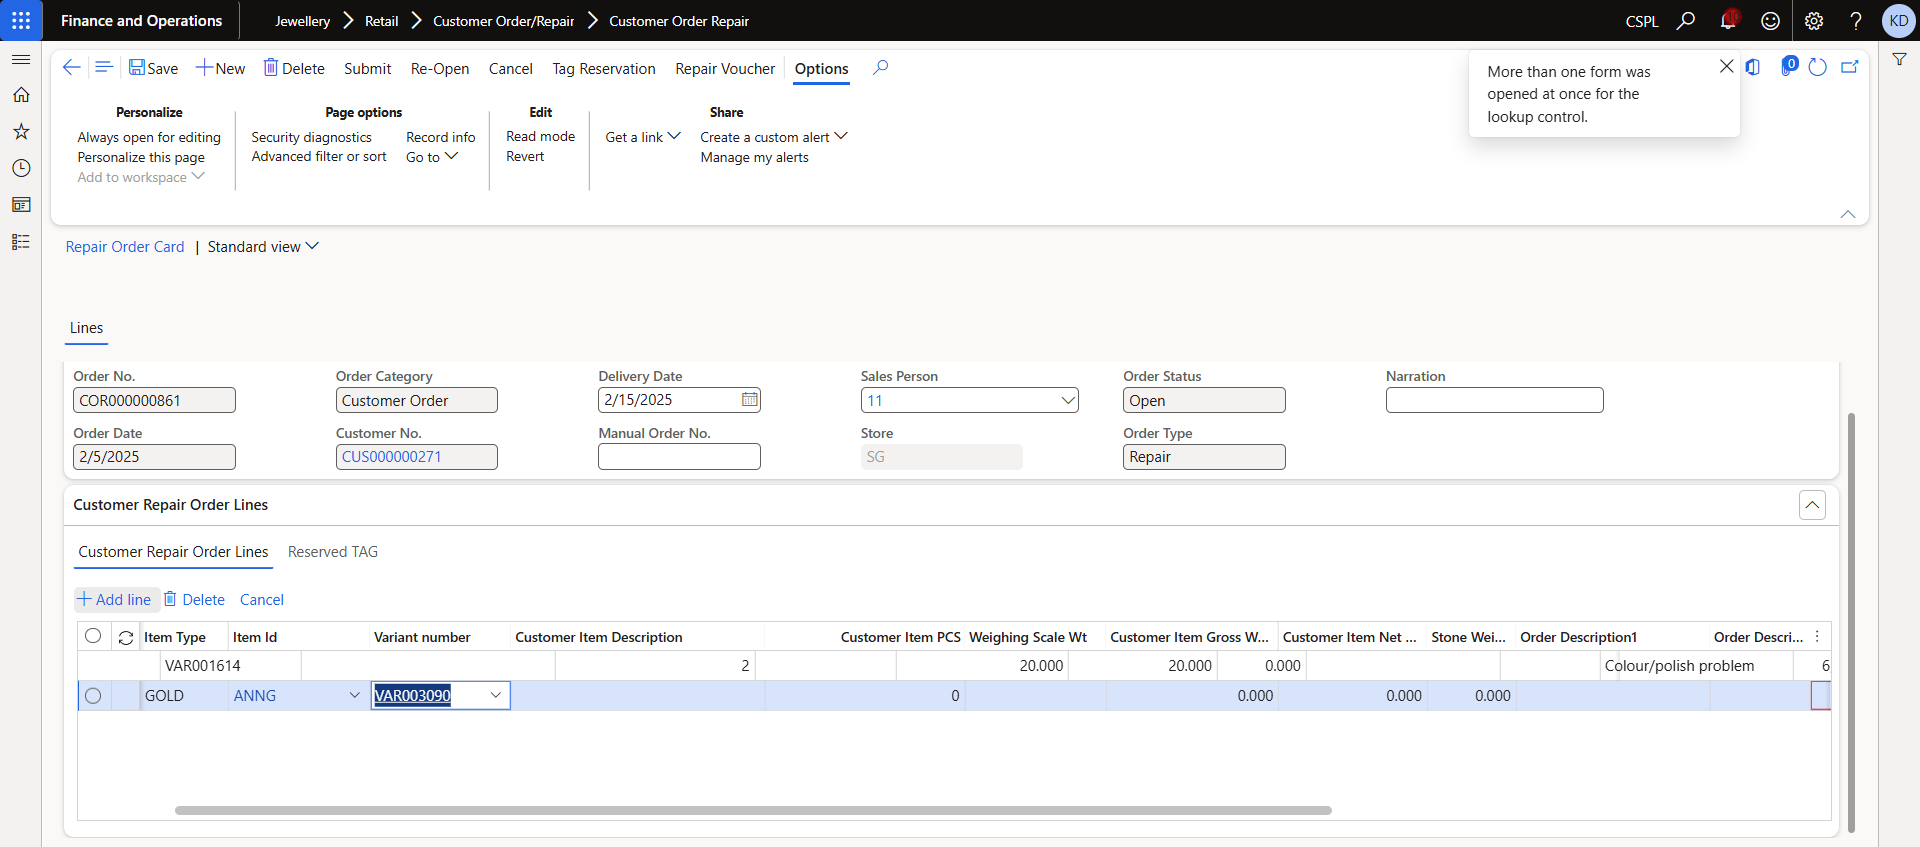 Finance and Operations
Jewellery
Retail
Customer Order/Repair
Customer Order Repair
CSPL
KD
Save
New
Delete
Submit
Re-Open
Cancel
Tag Reservation
Repair Voucher
Options
0
More than one form was
opened at once for the
lookup control.
Personalize
Always open for editing
Personalize this page
Add to workspace
Page options
Security diagnostics
Record info
Advanced filter or sort
Go to
Edit
Read mode
Revert
Get a link
Share
Create a custom alert
Manage my alerts
Repair Order Card | Standard view
Lines
Order No.
COR000000861
Order Category
Customer Order
Delivery Date
2/15/2025
Sales Person
11
Order Status
Open
Narration
Order Date
2/5/2025
Customer No.
CUS000000271
Manual Order No.
Store
SG
Order Type
Repair
Customer Repair Order Lines
Customer Repair Order Lines
Reserved TAG
Add line
Delete
Cancel
Item Type
Item Id
Variant number
Customer Item Description
Customer Item PCS
Weighing Scale Wt
Customer Item Gross W...
Customer Item Net ...
Stone Wei...
Order Description1
Order Descri...
VAR001614
2
20.000
20.000
0.000
Colour/polish problem
6
GOLD
ANNG
VAR003090
0
0.000
0.000
0.000